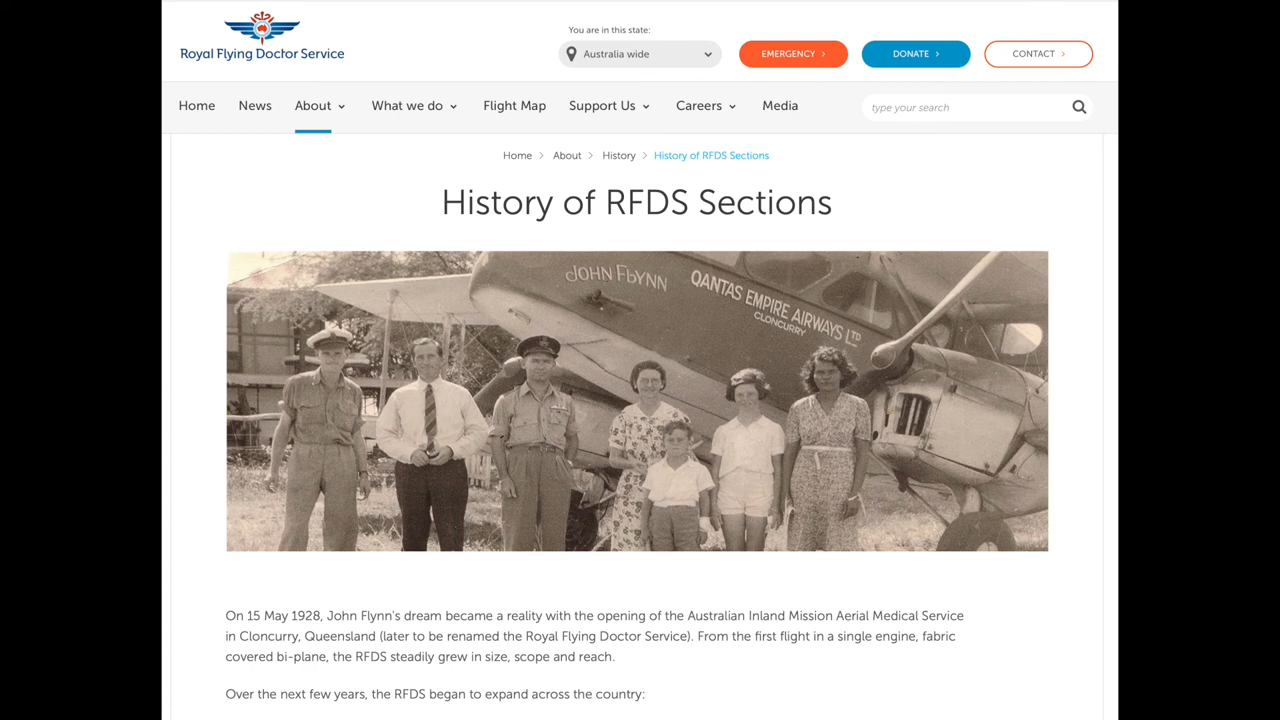 Royal Flying Doctor Service
You are in this state:
Australia wide
EMERGENCY
DONATE
CONTACT
Home News About What we do Flight Map Support Us Careers Media
type your search
Home About History History of RFDS Sections
History of RFDS Sections
JOHN FLYNN
QANTAS EMPIRE AIRWAYS LTD
CLONCURRY
On 15 May 1928, John Flynn's dream became a reality with the opening of the Australian Inland Mission Aerial Medical Service
in Cloncurry, Queensland (later to be renamed the Royal Flying Doctor Service). From the first flight in a single engine, fabric
covered bi-plane, the RFDS steadily grew in size, scope and reach.
Over the next few years, the RFDS began to expand across the country: